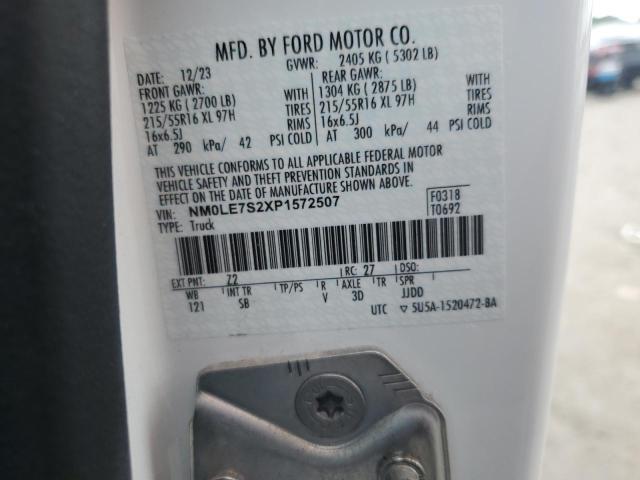 MFD. BY FORD MOTOR CO.
DATE: 12/23 GVWR: 2405 KG ( 5302 LB)
FRONT GAWR: REAR GAWR:
1225 KG ( 2700 LB) WITH 1304 KG ( 2875 LB) WITH
215/55R16 XL 97H TIRES 215/55R16 XL 97H TIRES
16x6.5J RIMS 16x6.5J RIMS
AT 290 kPa/ 42 PSI COLD AT 300 kPa/ 44 PSI COLD
THIS VEHICLE CONFORMS TO ALL APPLICABLE FEDERAL MOTOR
VEHICLE SAFETY AND THEFT PREVENTION STANDARDS IN
EFFECT ON THE DATE OF MANUFACTURE SHOWN ABOVE.
VIN: NM0LE7S2XP1572507 F0318
TYPE: Truck T0692
EXT PNT: Z2 RC: 27 DSO:
WB INT TR TP/PS R AXLE TR SPR
121 SB V 3D JJDD
UTC ▽ 5U5A-1520472-BA